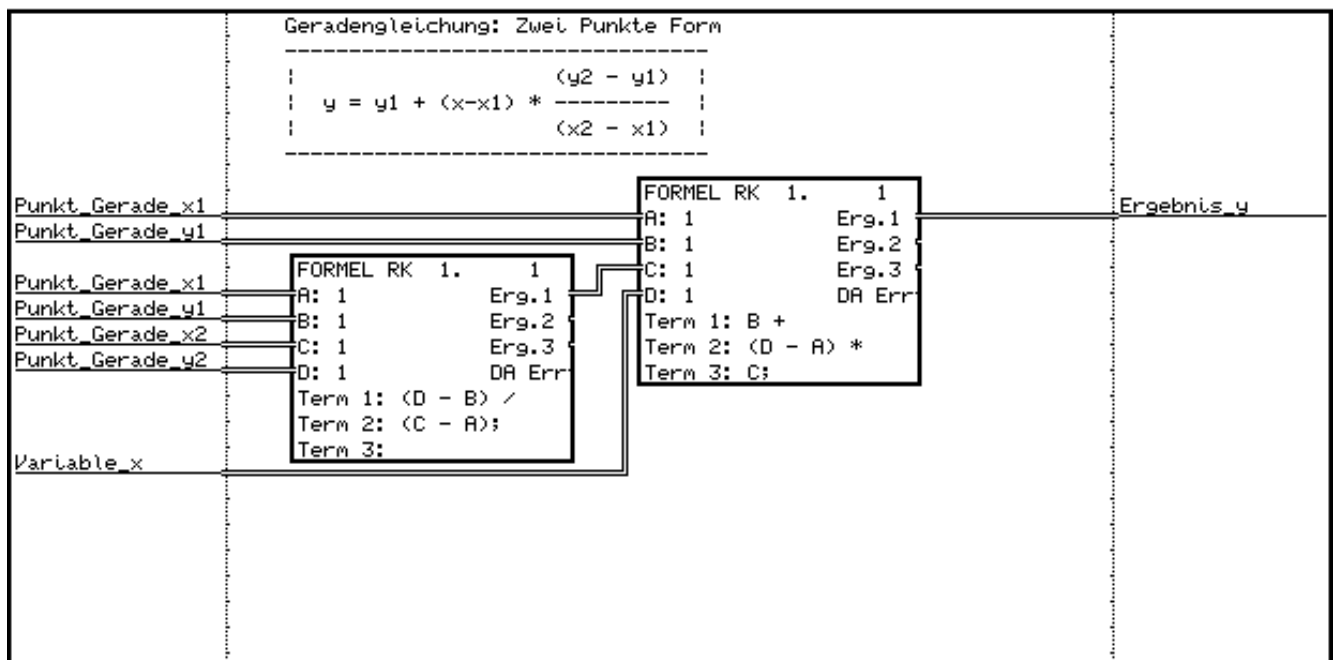 Geradengleichung: Zwei Punkte Form
---------------------------------
| (y2 - y1) |
| y = y1 + (x-x1) * --------- |
| (x2 - x1) |
---------------------------------
Punkt_Gerade_x1
Punkt_Gerade_y1
Punkt_Gerade_x1
Punkt_Gerade_y1
Punkt_Gerade_x2
Punkt_Gerade_y2
Variable_x
FORMEL RK 1. 1
A: 1 Erg.1
B: 1 Erg.2
C: 1 Erg.3
D: 1 DA Err
Term 1: (D - B) /
Term 2: (C - A);
Term 3:
FORMEL RK 1. 1
A: 1 Erg.1
B: 1 Erg.2
C: 1 Erg.3
D: 1 DA Err
Term 1: B +
Term 2: (D - A) *
Term 3: C;
Ergebnis_y